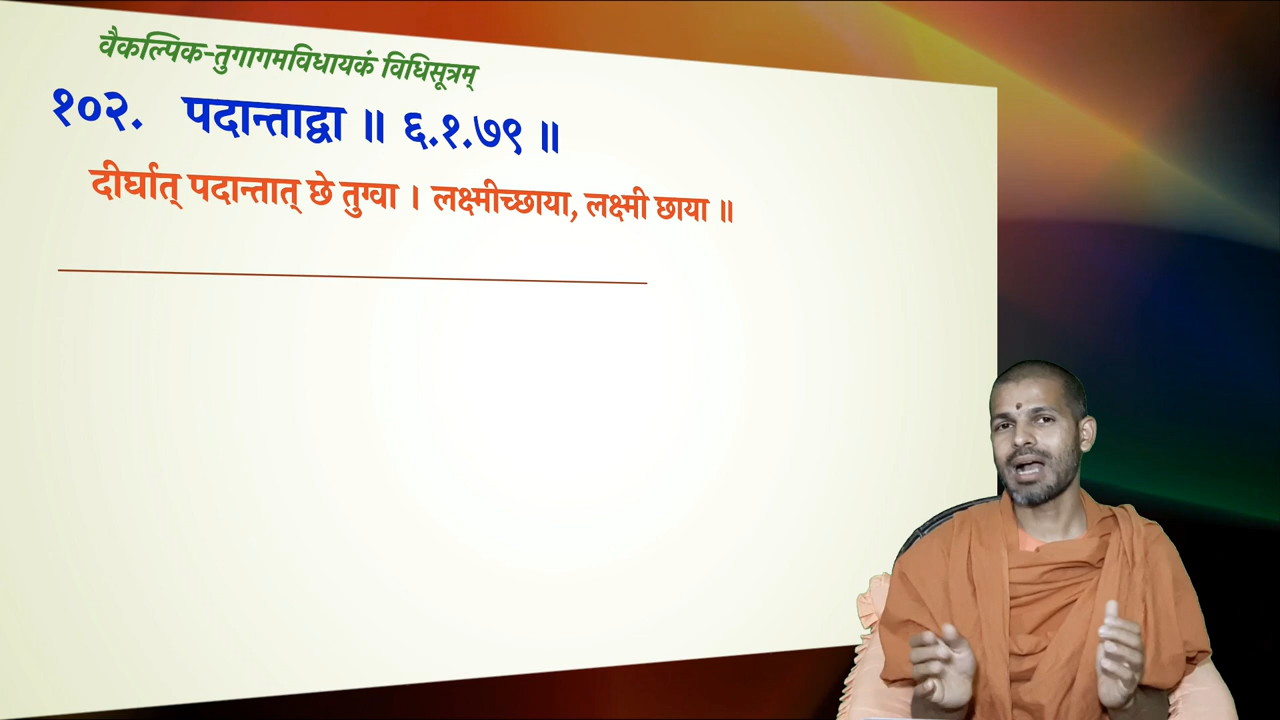 वैकल्पिक-तुगागमविधायकं विधिसूत्रम्
१०२. पदान्ताद्वा ॥ ६.१.७९ ॥
दीर्घात् पदान्तात् छे तुग्वा । लक्ष्मीच्छाया, लक्ष्मी छाया ॥